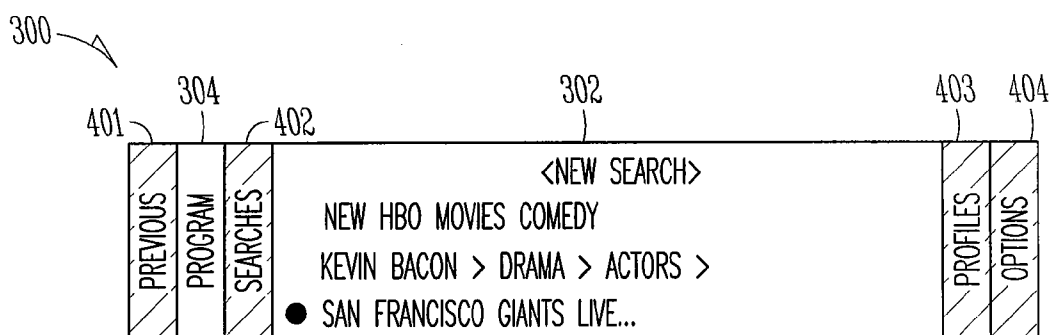 300
401
304
402
302
403
404
PREVIOUS
PROGRAM
SEARCHES
<NEW SEARCH>
NEW HBO MOVIES COMEDY
KEVIN BACON > DRAMA > ACTORS >
SAN FRANCISCO GIANTS LIVE...
PROFILES
OPTIONS